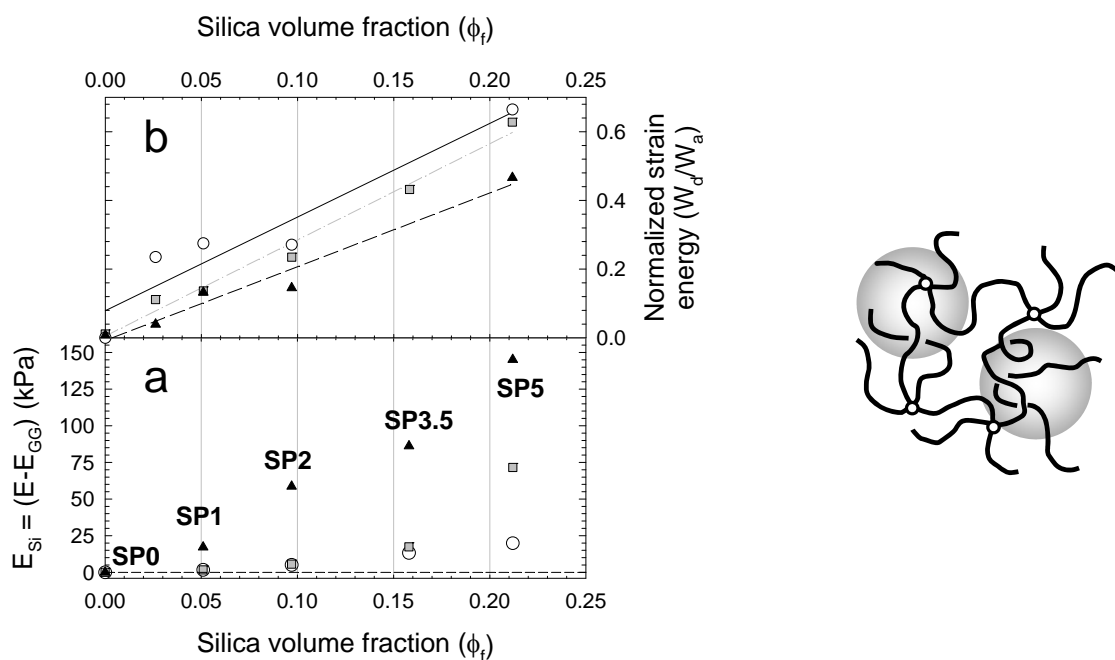 Silica volume fraction (ϕf)
0.00 0.05 0.10 0.15 0.20 0.25
b
0.6
0.4
0.2
0.0
Normalized strain
energy (Wd/Wa)
a
150
125
100
75
50
25
0
ESi = (E-EGG) (kPa)
SP5
SP3.5
SP2
SP1
SP0
0.00 0.05 0.10 0.15 0.20 0.25
Silica volume fraction (ϕf)